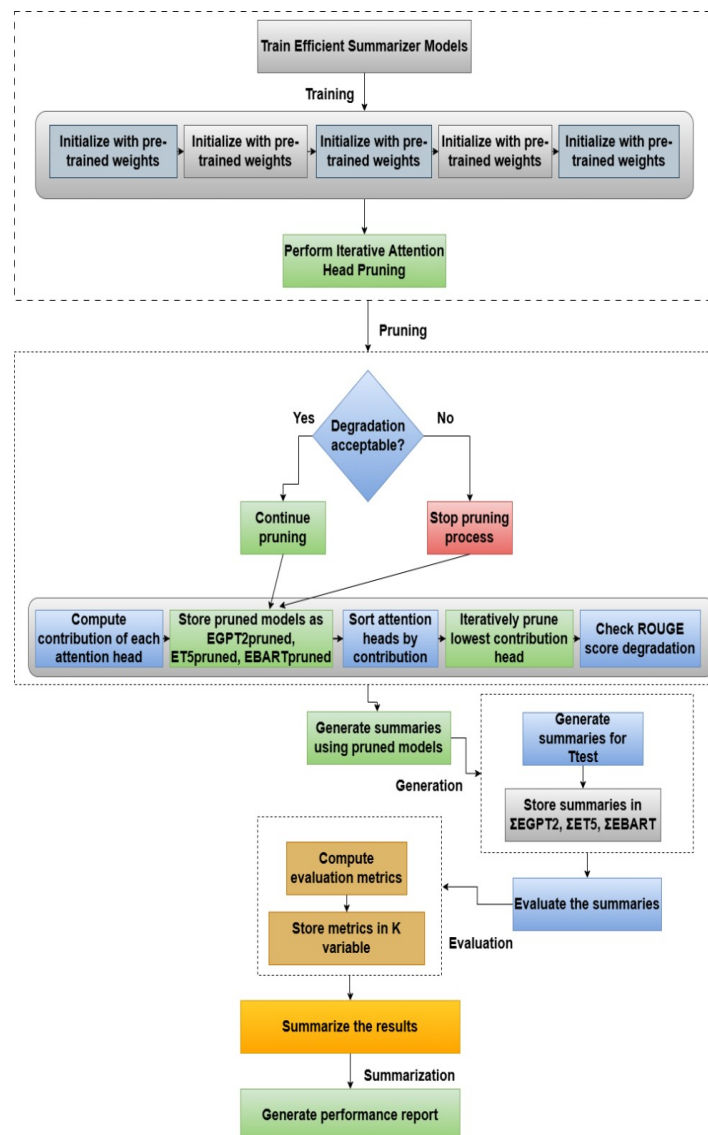 Train Efficient Summarizer Models
Training
Initialize with pre-
trained weights
Initialize with pre-
trained weights
Initialize with pre-
trained weights
Initialize with pre-
trained weights
Initialize with pre-
trained weights
Perform Iterative Attention
Head Pruning
Pruning
Degradation
acceptable?
Yes
No
Continue
pruning
Stop pruning
process
Compute
contribution of each
attention head
Store pruned models as
EGPT2pruned,
ET5pruned, EBARTpruned
Sort attention
heads by
contribution
Iteratively prune
lowest contribution
head
Check ROUGE
score degradation
Generate summaries
using pruned models
Generation
Generate
summaries for
Ttest
Store summaries in
ΣEGPT2, ΣET5, ΣEBART
Evaluate the summaries
Evaluation
Compute
evaluation metrics
Store metrics in K
variable
Summarize the results
Summarization
Generate performance report